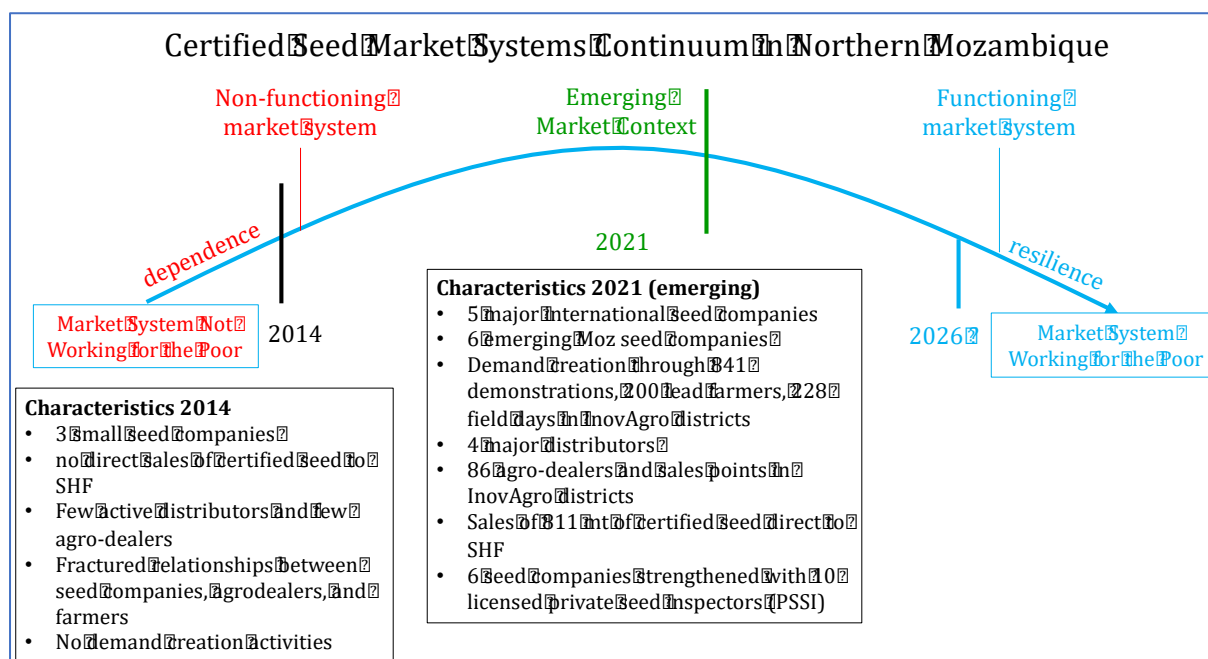 Certified Seed Market Systems Continuum in Northern Mozambique
Non-functioning
market system
Emerging
Market Context
Functioning
market system
dependence
resilience
2014
2021
2026
Market System Not
Working for the Poor
Market System
Working for the Poor
Characteristics 2014
• 3 small seed companies
• no direct sales of certified seed to
SHF
• Few active distributors and few
agro-dealers
• Fractured relationships between
seed companies, agrodealers, and
farmers
• No demand creation activities
Characteristics 2021 (emerging)
• 5 major international seed companies
• 6 emerging Moz seed companies
• Demand creation through
demonstrations, 200 lead farmers, 228
field days in InovAgro districts
• 4 major distributors
• 86 agro-dealers and sales points in
InovAgro districts
• Sales of mt of certified seed direct to
SHF
• 6 seed companies strengthened with 10
licensed private seed inspectors (PSSI)